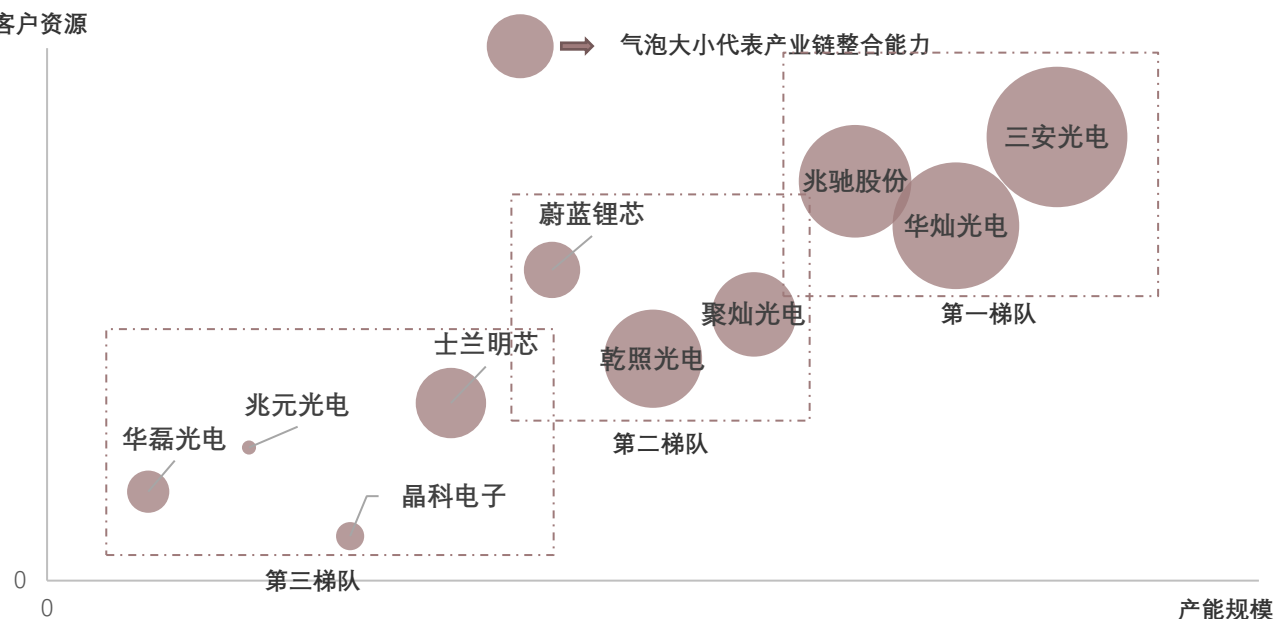 客户资源
气泡大小代表产业链整合能力
三安光电
兆驰股份
华灿光电
蔚蓝锂芯
第一梯队
聚灿光电
士兰明芯
乾照光电
兆元光电
华磊光电
第二梯队
晶科电子
第三梯队
0
0
产能规模